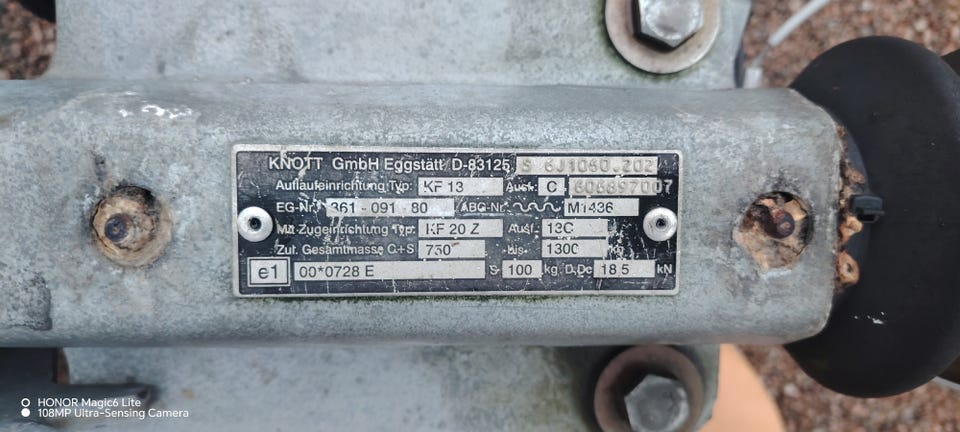 KNOTT GmbH Eggstätt D-83125 S 6J1060.202
Auflaufeinrichtung Typ: KF 13 Ausf.: C 606897007
EG-Nr. 361-091-80 ABG-Nr. M1436
Mit Zugeinrichtung Typ: KF 20 Z Ausf. 13C
Zul. Gesamtmasse G+S 750 bis 1300 kg
e1 00*0728 E S 100 kg, D,Dc 18,5 kN
HONOR Magic6 Lite
108MP Ultra-Sensing Camera